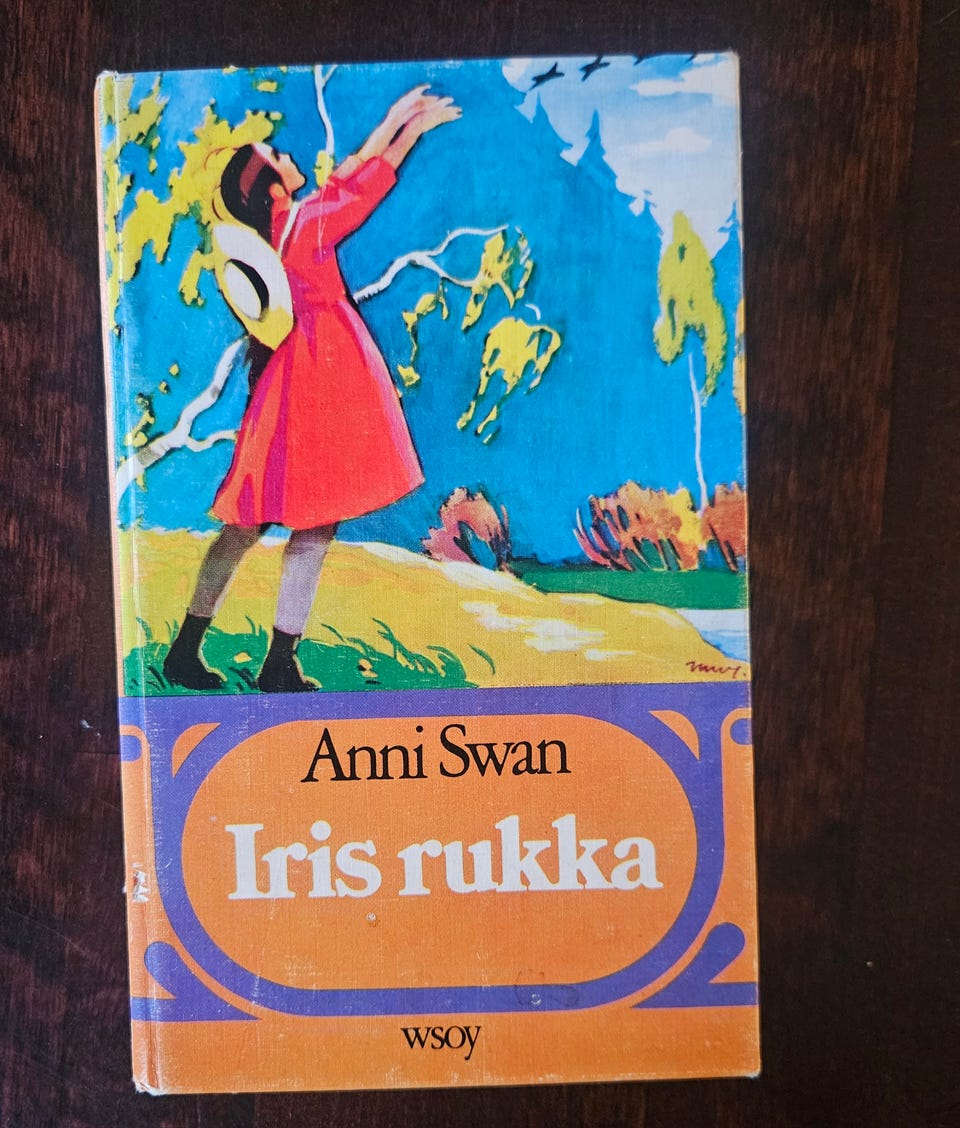 Anni Swan
Iris rukka
wsoy